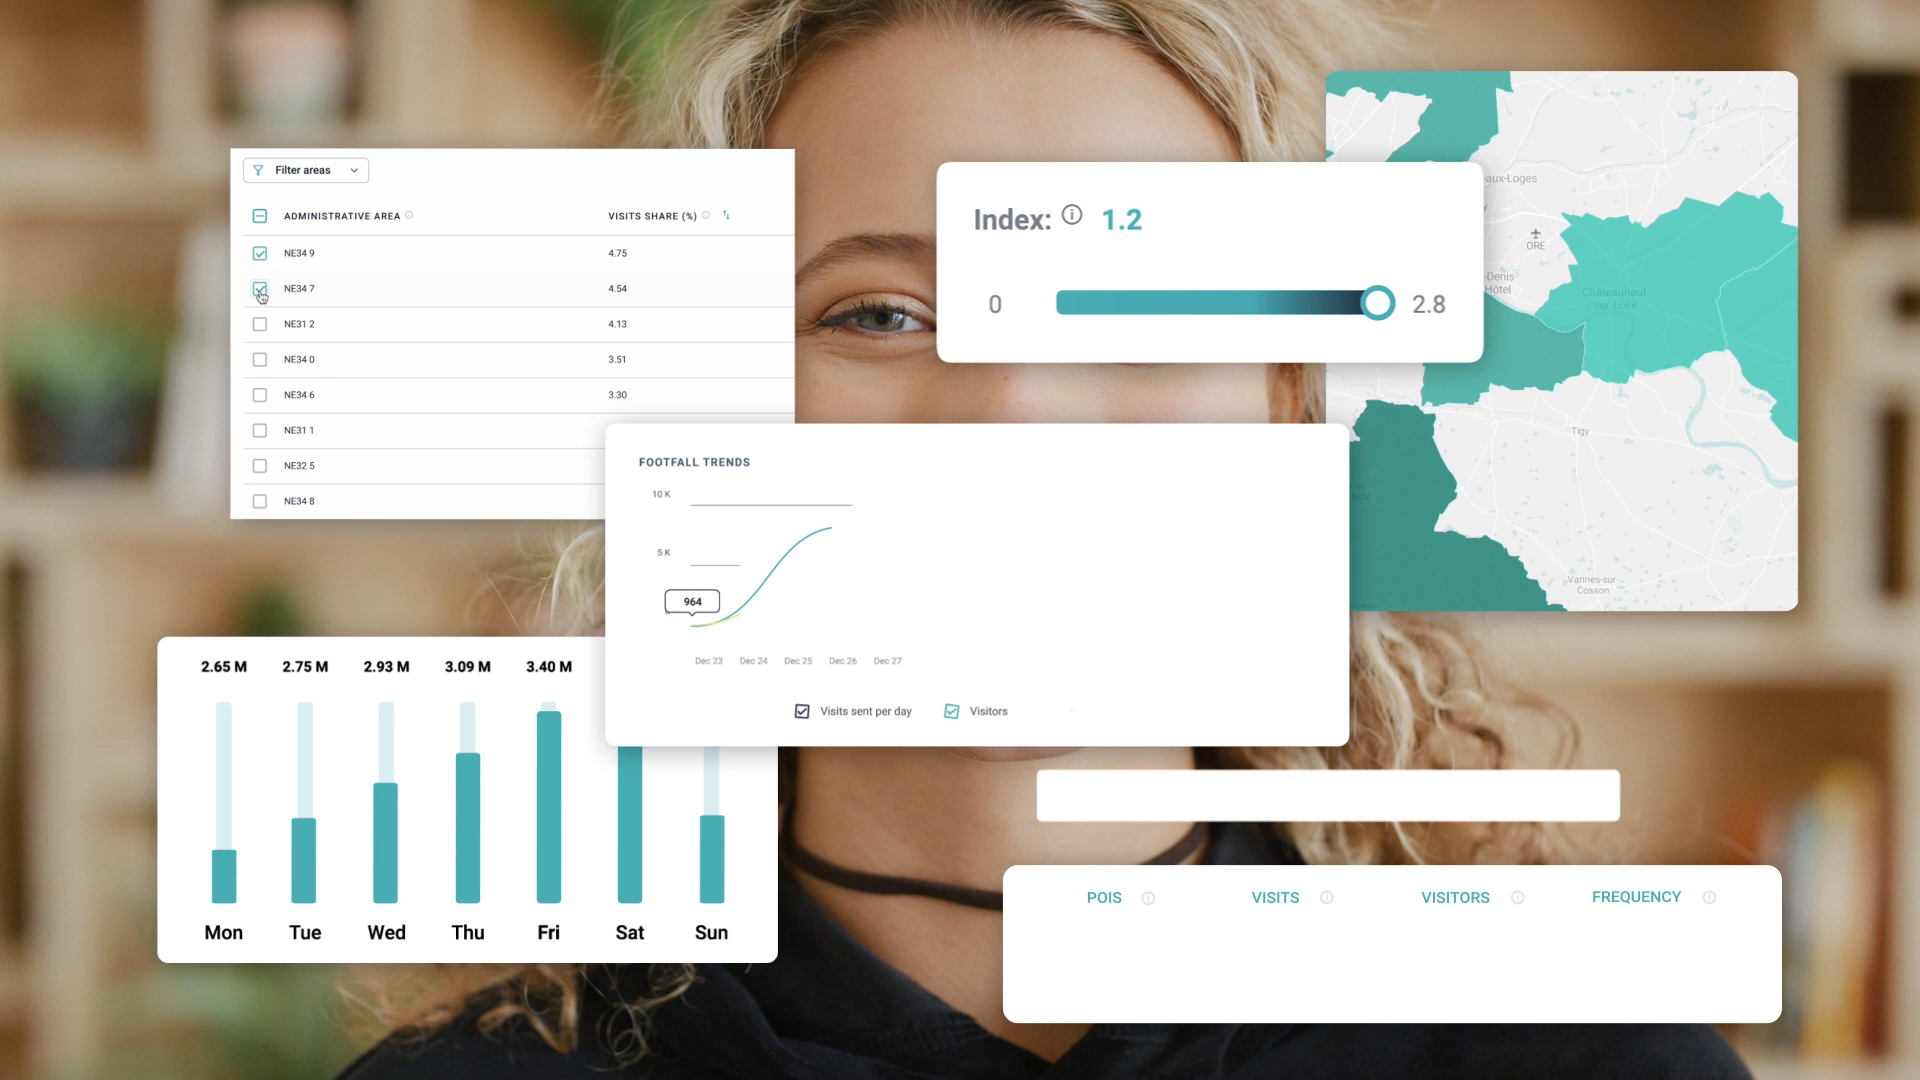 Filter areas
ADMINISTRATIVE AREA
VISITS SHARE (%)
NE34 9
4.75
NE34 7
4.54
NE31 2
4.13
NE34 0
3.51
NE34 6
3.30
NE31 1
NE32 5
NE34 8
Index: 1.2
0
2.8
-aux-Loges
ORE
-Denis-
Hôtel
Châteauneuf-
sur-Loire
Tigy
Vannes-sur-
Cosson
FOOTFALL TRENDS
10 K
5 K
964
Dec 23
Dec 24
Dec 25
Dec 26
Dec 27
Visits sent per day
Visitors
2.65 M
2.75 M
2.93 M
3.09 M
3.40 M
Mon
Tue
Wed
Thu
Fri
Sat
Sun
POIS
VISITS
VISITORS
FREQUENCY